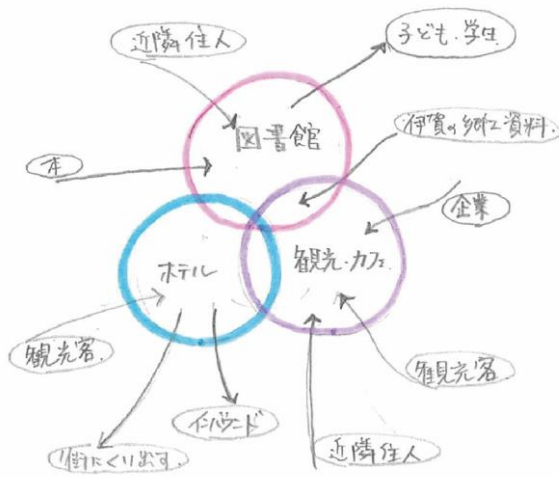 近隣住人
子ども・学生
図書館
伊賀の郷土資料
本
企業
ホテル
観光・カフェ
観光客
観光客
インバウンド
街にくり出す
近隣住人